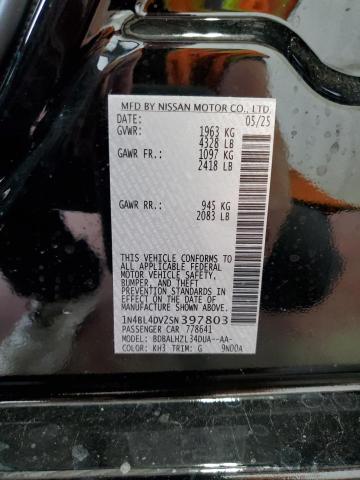 MFD BY NISSAN MOTOR CO., LTD
DATE: 05/25
GVWR: 1963 KG
4328 LB
GAWR FR.: 1097 KG
2418 LB
GAWR RR.: 945 KG
2083 LB
THIS VEHICLE CONFORMS TO
ALL APPLICABLE FEDERAL
MOTOR VEHICLE SAFETY,
BUMPER, AND THEFT
PREVENTION STANDARDS
IN EFFECT ON THE DATE OF
MANUFACTURE SHOWN ABOVE.
1N4BL4DVZSN397803
PASSENGER CAR 778641
MODEL: BDBALHZL34DUA--AA-
COLOR: KH3 TRIM: G 9N00A